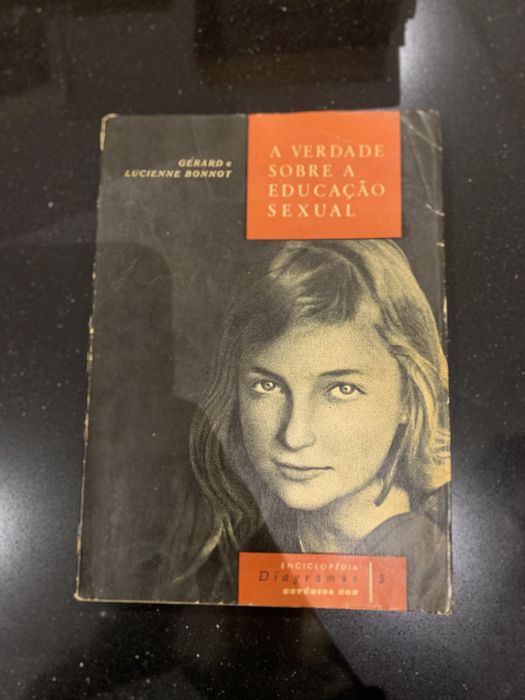 GÉRARD e
LUCIENNE BONNOT
A VERDADE
SOBRE A
EDUCAÇÃO
SEXUAL
ENCICLOPÉDIA
Diagramas 5
ESTÚDIOS COR